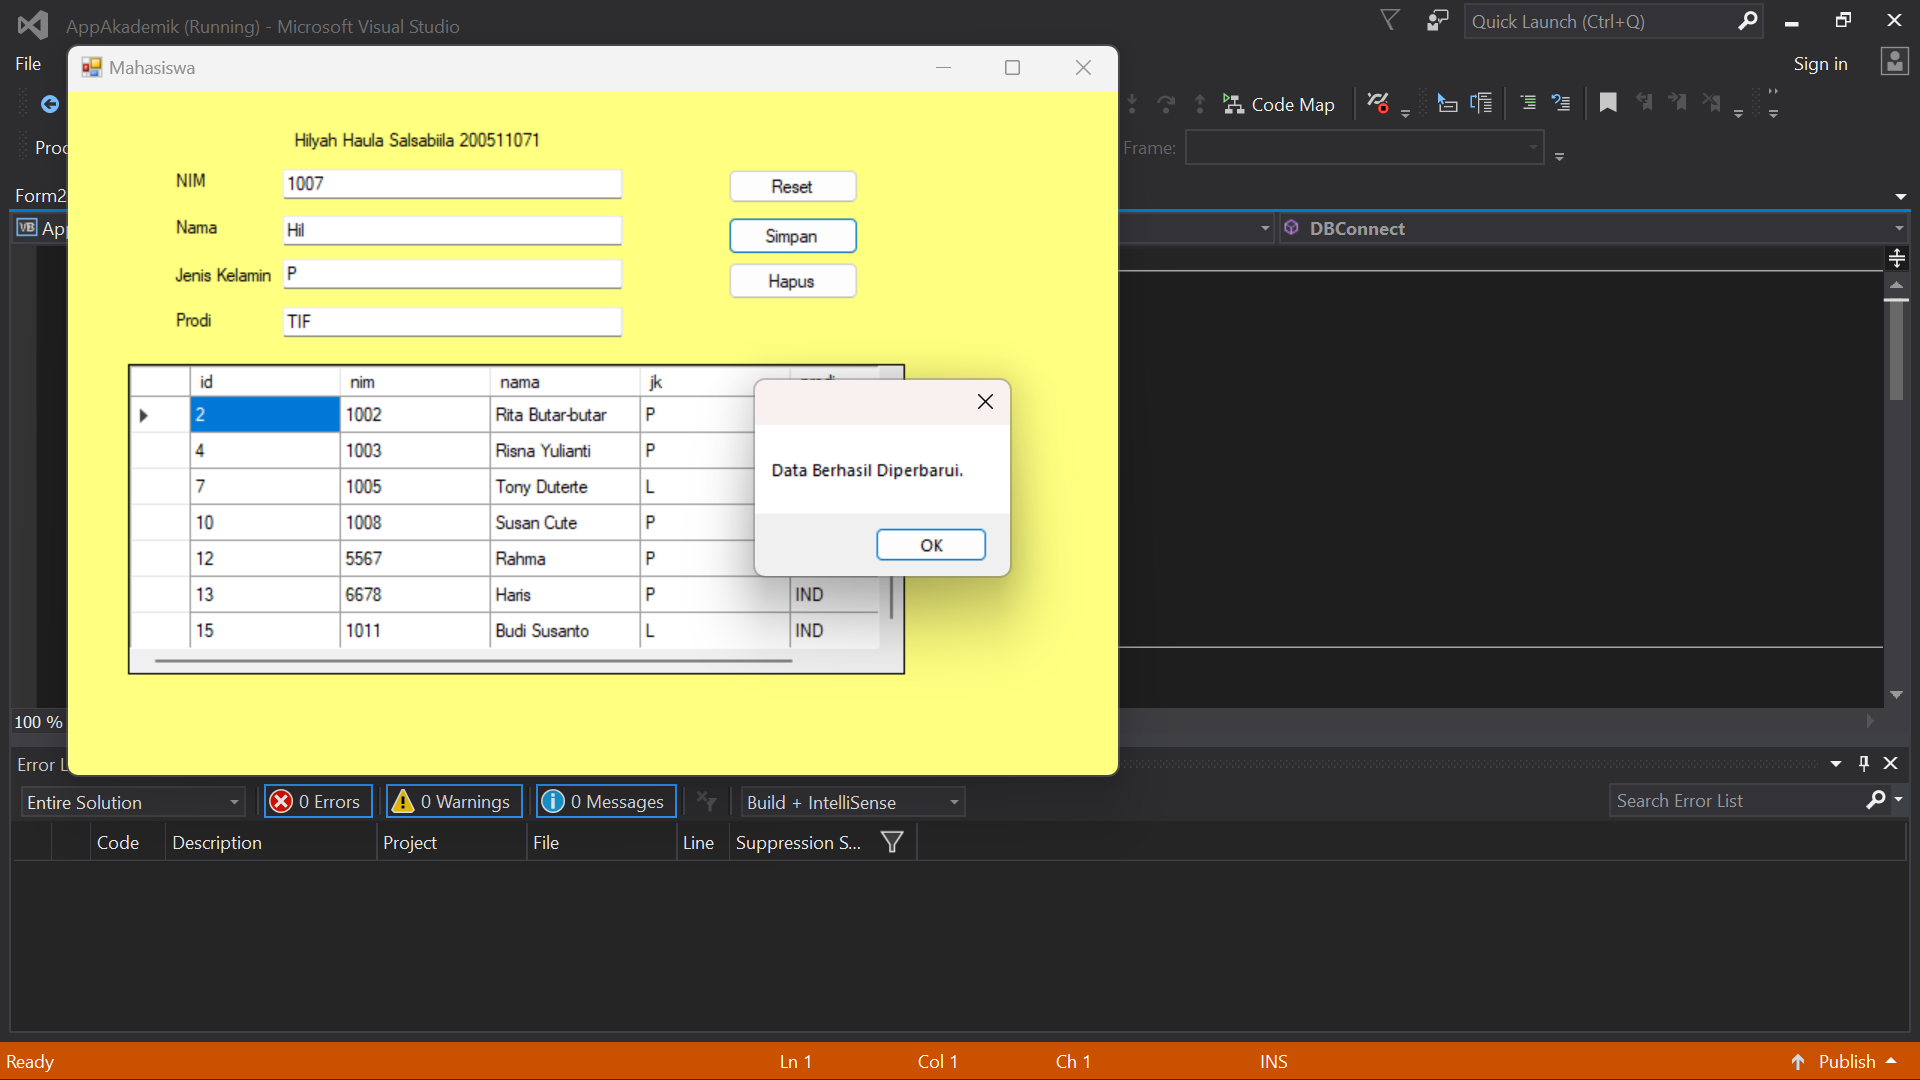 AppAkademik (Running) - Microsoft Visual Studio
Quick Launch (Ctrl+Q)
File
Sign in
Mahasiswa
Code Map
Frame:
Hilyah Haula Salsabiila 200511071
NIM 1007 Reset
Nama Hil Simpan
Jenis Kelamin P Hapus
Prodi TIF
Form2
VB
DBConnect
id nim nama jk
2 1002 Rita Butar-butar P
4 1003 Risna Yulianti P
7 1005 Tony Duterte L
10 1008 Susan Cute P
12 5567 Rahma P
13 6678 Haris P IND
15 1011 Budi Susanto L IND
Data Berhasil Diperbarui.
OK
100 %
Error L
Entire Solution 0 Errors 0 Warnings 0 Messages Build + IntelliSense Search Error List
Code Description Project File Line Suppression S...
Ready Ln 1 Col 1 Ch 1 INS Publish